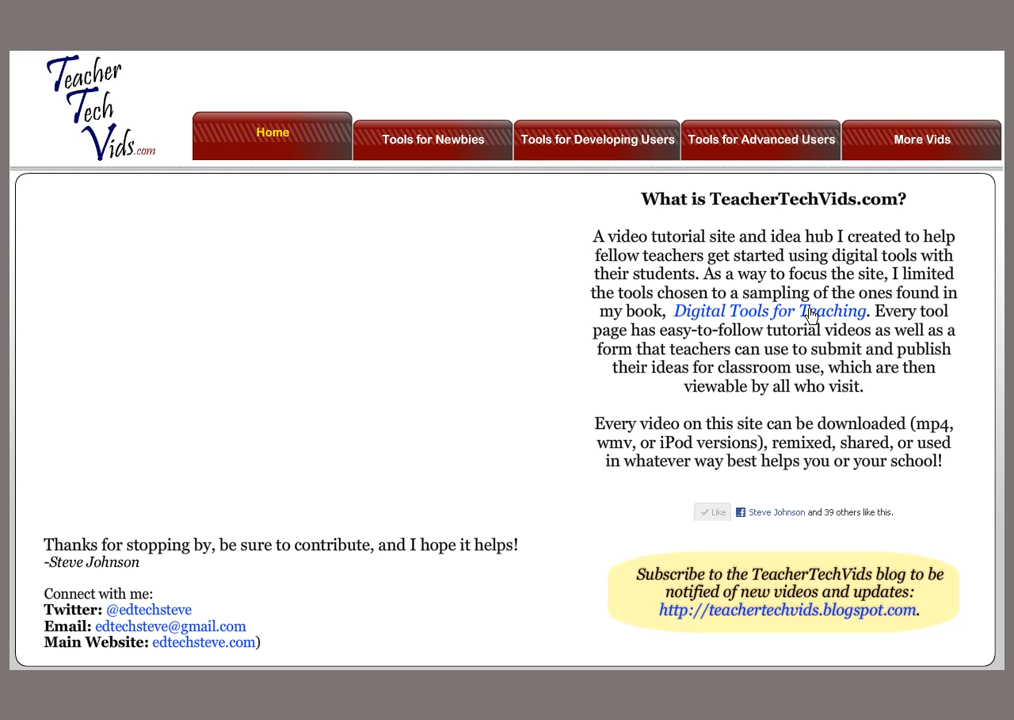 Teacher
Tech
Vids.com
Home
Tools for Newbies
Tools for Developing Users
Tools for Advanced Users
More Vids
What is TeacherTechVids.com?
A video tutorial site and idea hub I created to help
fellow teachers get started using digital tools with
their students. As a way to focus the site, I limited
the tools chosen to a sampling of the ones found in
my book, Digital Tools for Teaching. Every tool
page has easy-to-follow tutorial videos as well as a
form that teachers can use to submit and publish
their ideas for classroom use, which are then
viewable by all who visit.
Every video on this site can be downloaded (mp4,
wmv, or iPod versions), remixed, shared, or used
in whatever way best helps you or your school!
Like
Steve Johnson and 39 others like this.
Thanks for stopping by, be sure to contribute, and I hope it helps!
-Steve Johnson
Connect with me:
Twitter: @edtechsteve
Email: edtechsteve@gmail.com
Main Website: edtechsteve.com)
Subscribe to the TeacherTechVids blog to be
notified of new videos and updates:
http://teachertechvids.blogspot.com.